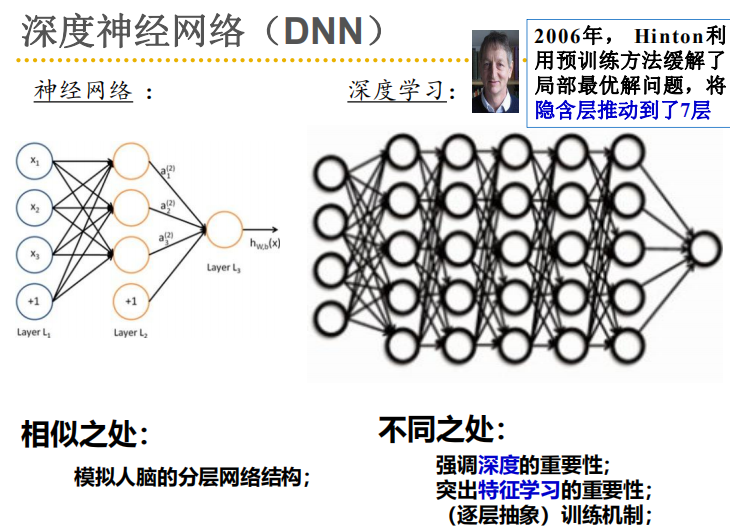 深度神经网络（DNN）
2006年， Hinton利
用预训练方法缓解了
局部最优解问题，将
隐含层推动到了7层
神经网络 ：
深度学习：
x₁
x₂
x₃
+1
Layer L₁
+1
Layer L₂
a₁⁽²⁾
a₂⁽²⁾
a₃⁽²⁾
Layer L₃
h_W,b(x)
相似之处：
模拟人脑的分层网络结构；
不同之处：
强调深度的重要性；
突出特征学习的重要性；
（逐层抽象）训练机制；